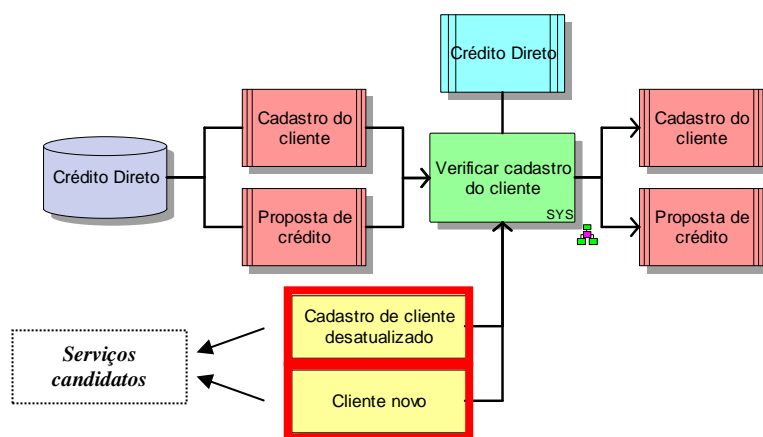 Crédito Direto
Cadastro do
cliente
Cadastro do
cliente
Crédito Direto
Verificar cadastro
do cliente
SYS
Proposta de
crédito
Proposta de
crédito
Cadastro de cliente
desatualizado
Serviços
candidatos
Cliente novo